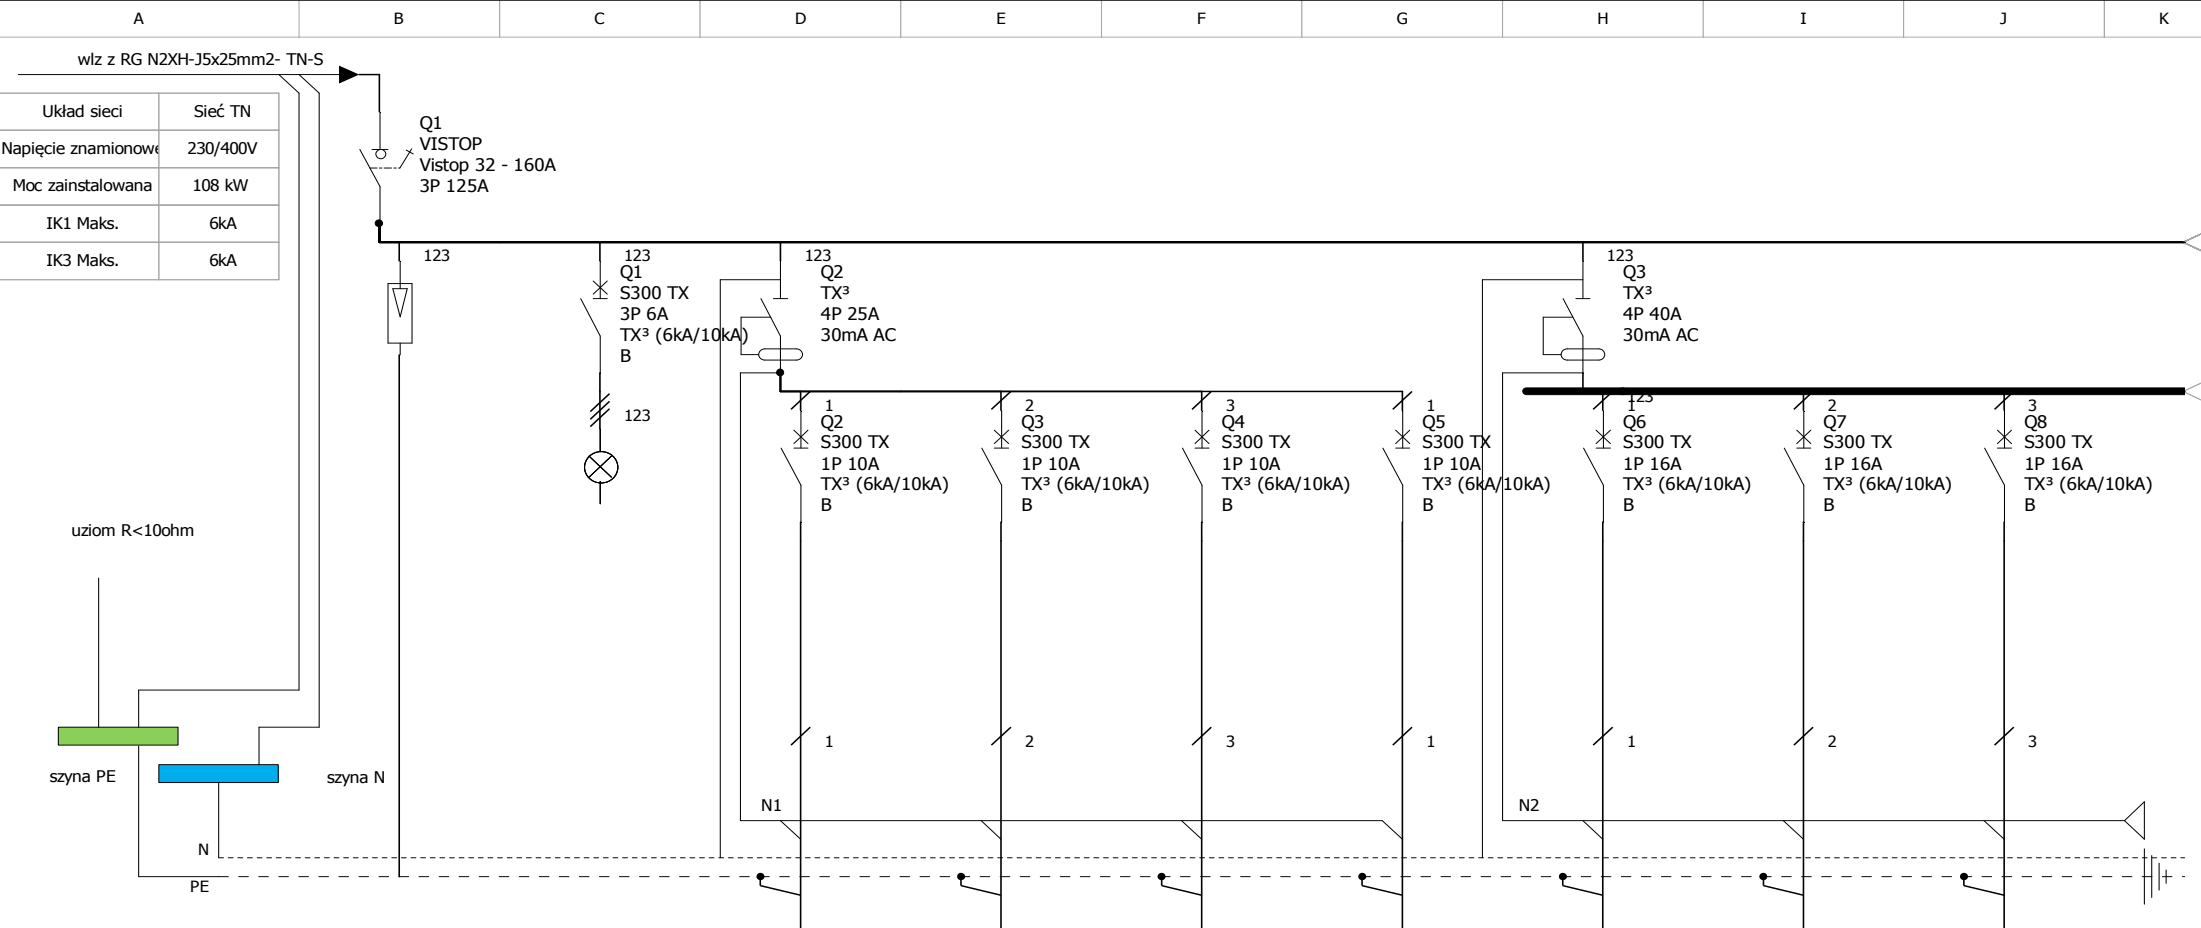 A B C D E F G H I J K
wlz z RG N2XH-J5x25mm2- TN-S
Układ sieci Sieć TN
Napięcie znamionowe 230/400V
Moc zainstalowana 108 kW
IK1 Maks. 6kA
IK3 Maks. 6kA
Q1
VISTOP
Vistop 32 - 160A
3P 125A
123
123
Q1
S300 TX
3P 6A
TX³ (6kA/10kA)
B
123
123
Q2
TX³
4P 25A
30mA AC
123
Q3
TX³
4P 40A
30mA AC
123
1
Q2
S300 TX
1P 10A
TX³ (6kA/10kA)
B
2
Q3
S300 TX
1P 10A
TX³ (6kA/10kA)
B
3
Q4
S300 TX
1P 10A
TX³ (6kA/10kA)
B
1
Q5
S300 TX
1P 10A
TX³ (6kA/10kA)
B
1
Q6
S300 TX
1P 16A
TX³ (6kA/10kA)
B
2
Q7
S300 TX
1P 16A
TX³ (6kA/10kA)
B
3
Q8
S300 TX
1P 16A
TX³ (6kA/10kA)
B
uziom R<10ohm
1 2 3 1 1 2 3
szyna PE
szyna N
N1
N2
N
PE